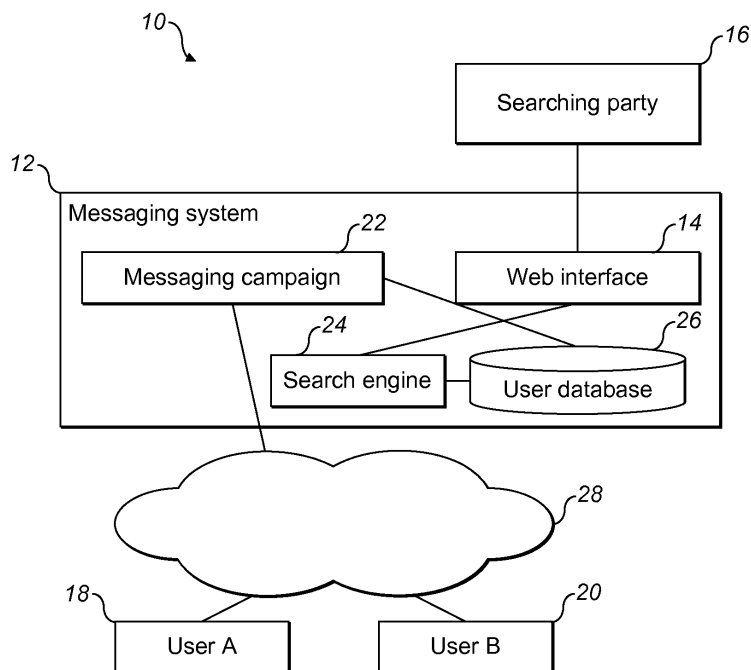 10
16
Searching party
12
Messaging system
22
14
Messaging campaign
Web interface
24
26
Search engine
User database
28
18
20
User A
User B